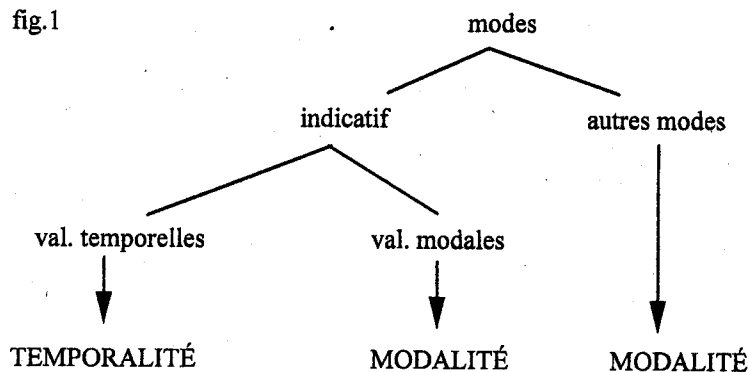 fig.1
modes
indicatif
autres modes
val. temporelles
val. modales
TEMPORALITÉ
MODALITÉ
MODALITÉ